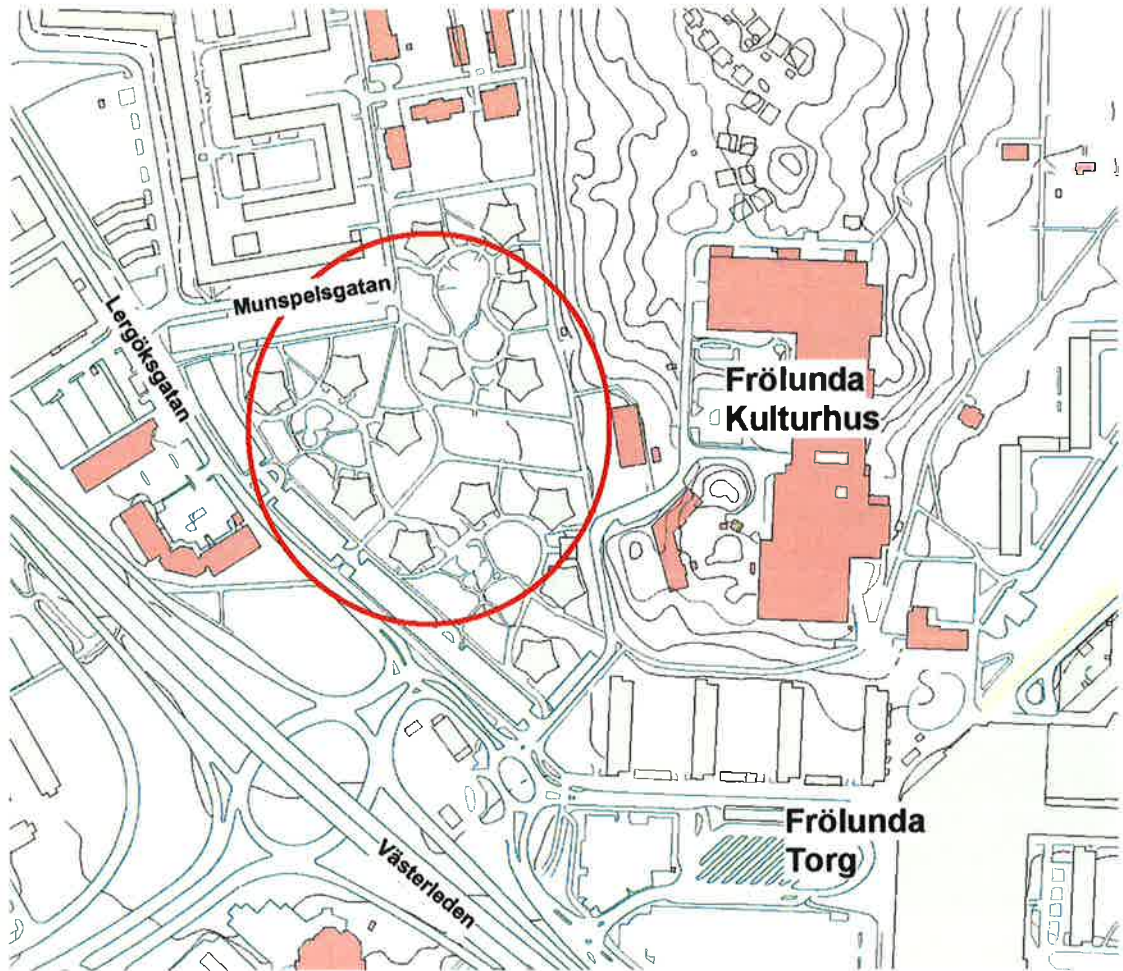 Munspelsgatan
Lergöksgatan
Frölunda
Kulturhus
Frölunda
Torg
Västerleden